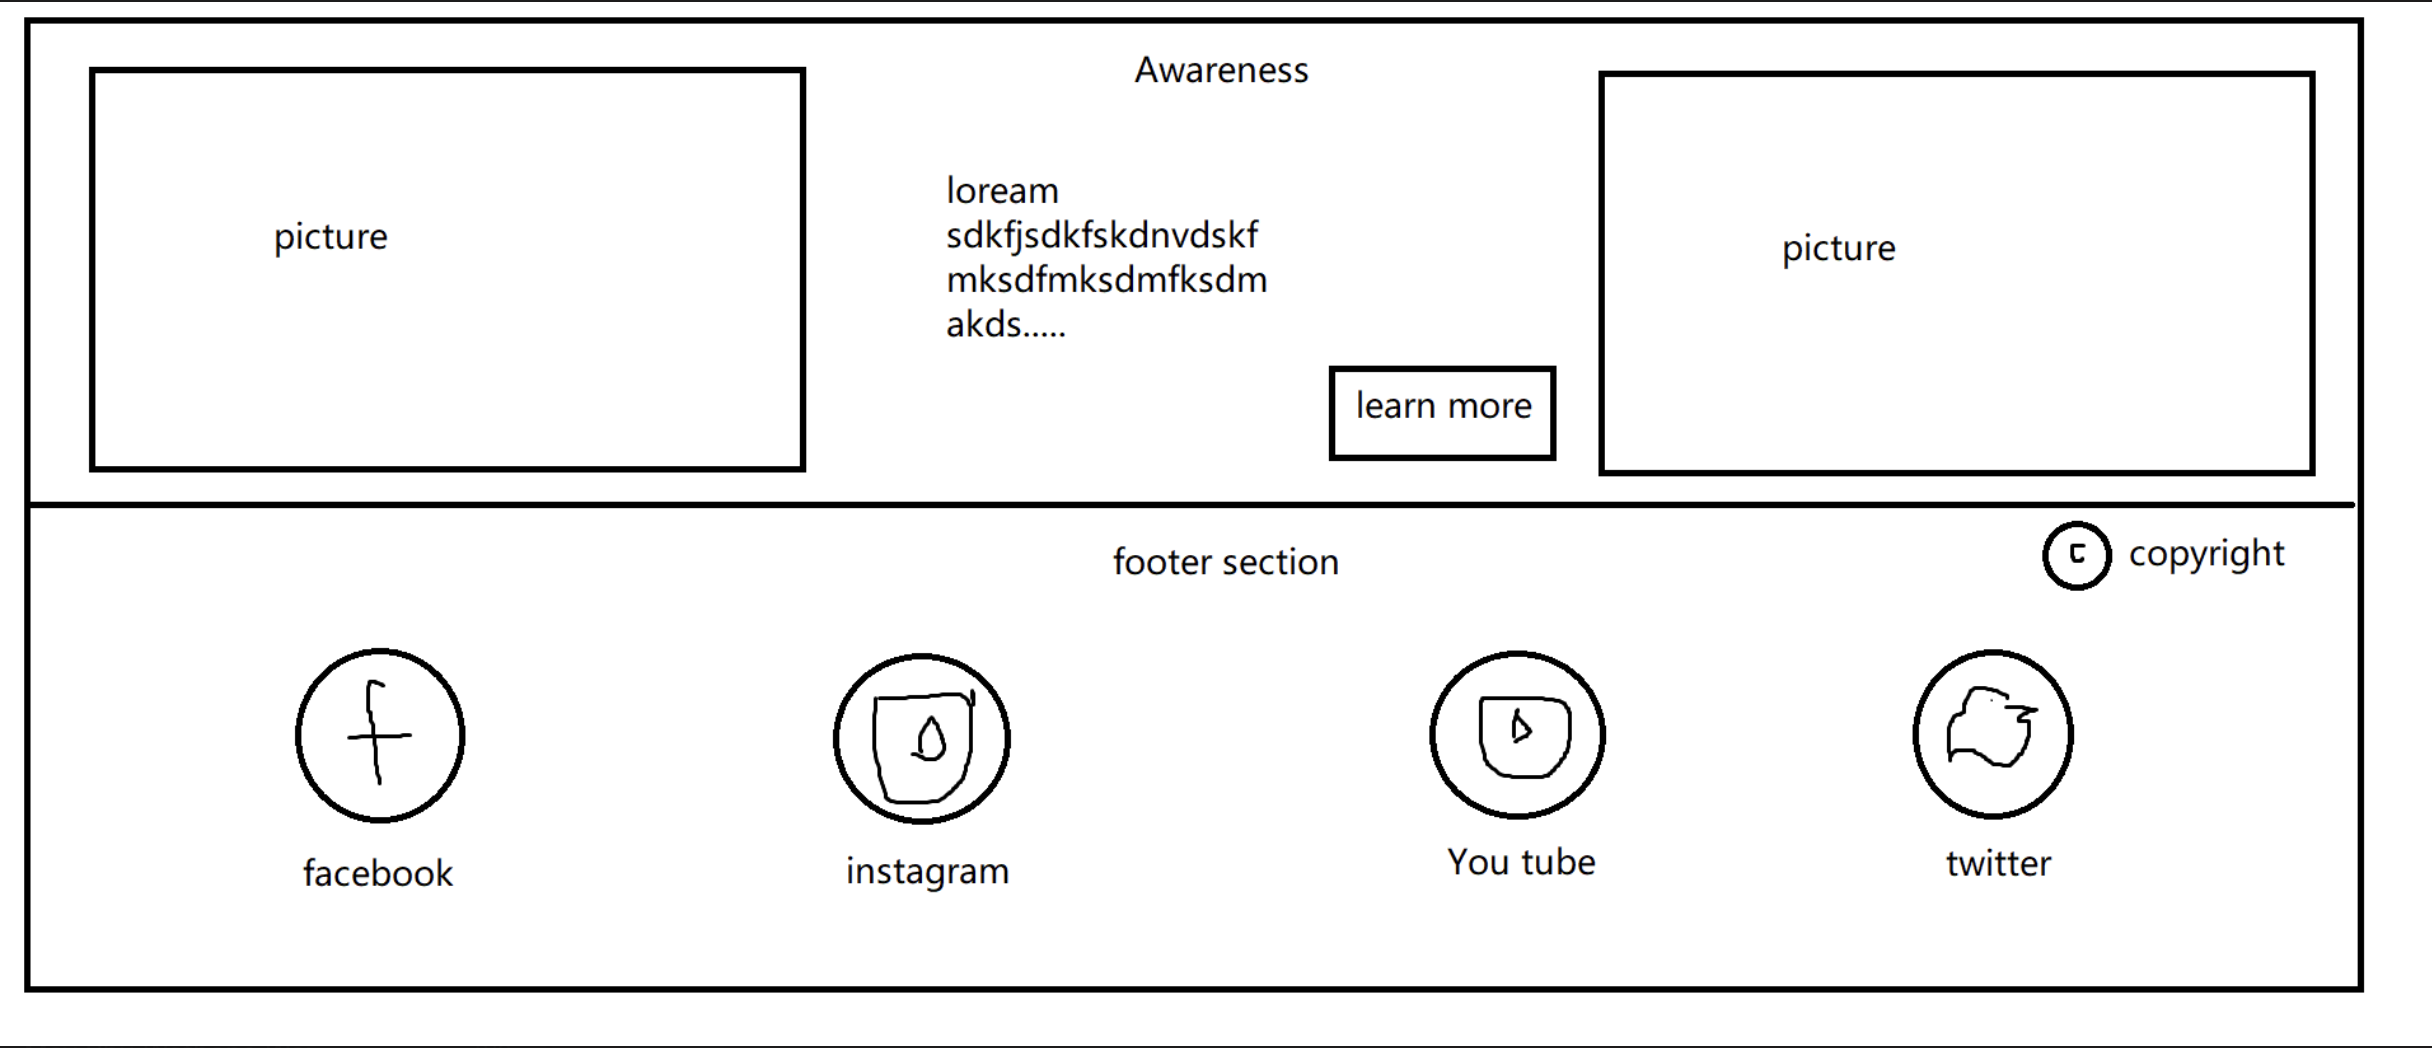 Awareness
picture
loream
sdkfjsdkfskdnvdskf
mksdfmksdmfksdm
akds.....
learn more
picture
footer section
c copyright
f
facebook
instagram
You tube
twitter